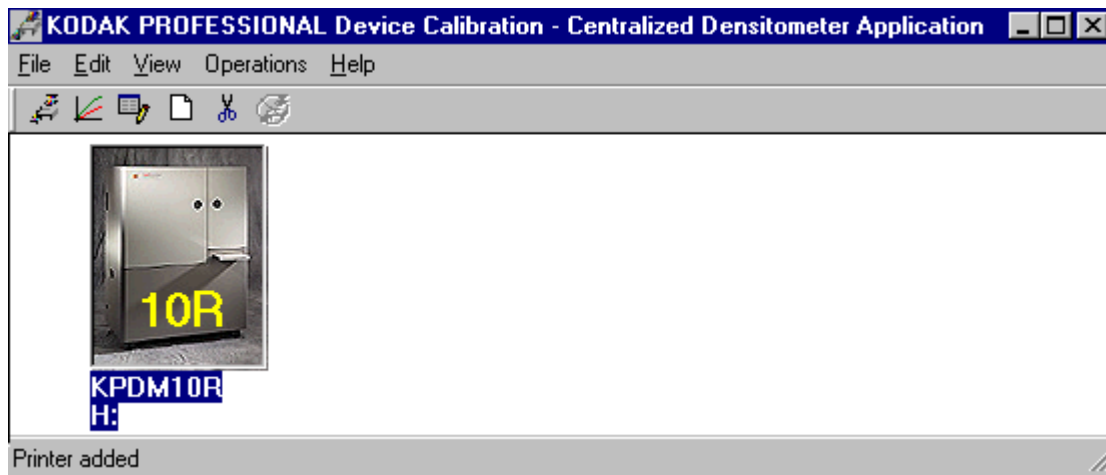 KODAK PROFESSIONAL Device Calibration - Centralized Densitometer Application
File Edit View Operations Help
10R
KPDM10R
H:
Printer added